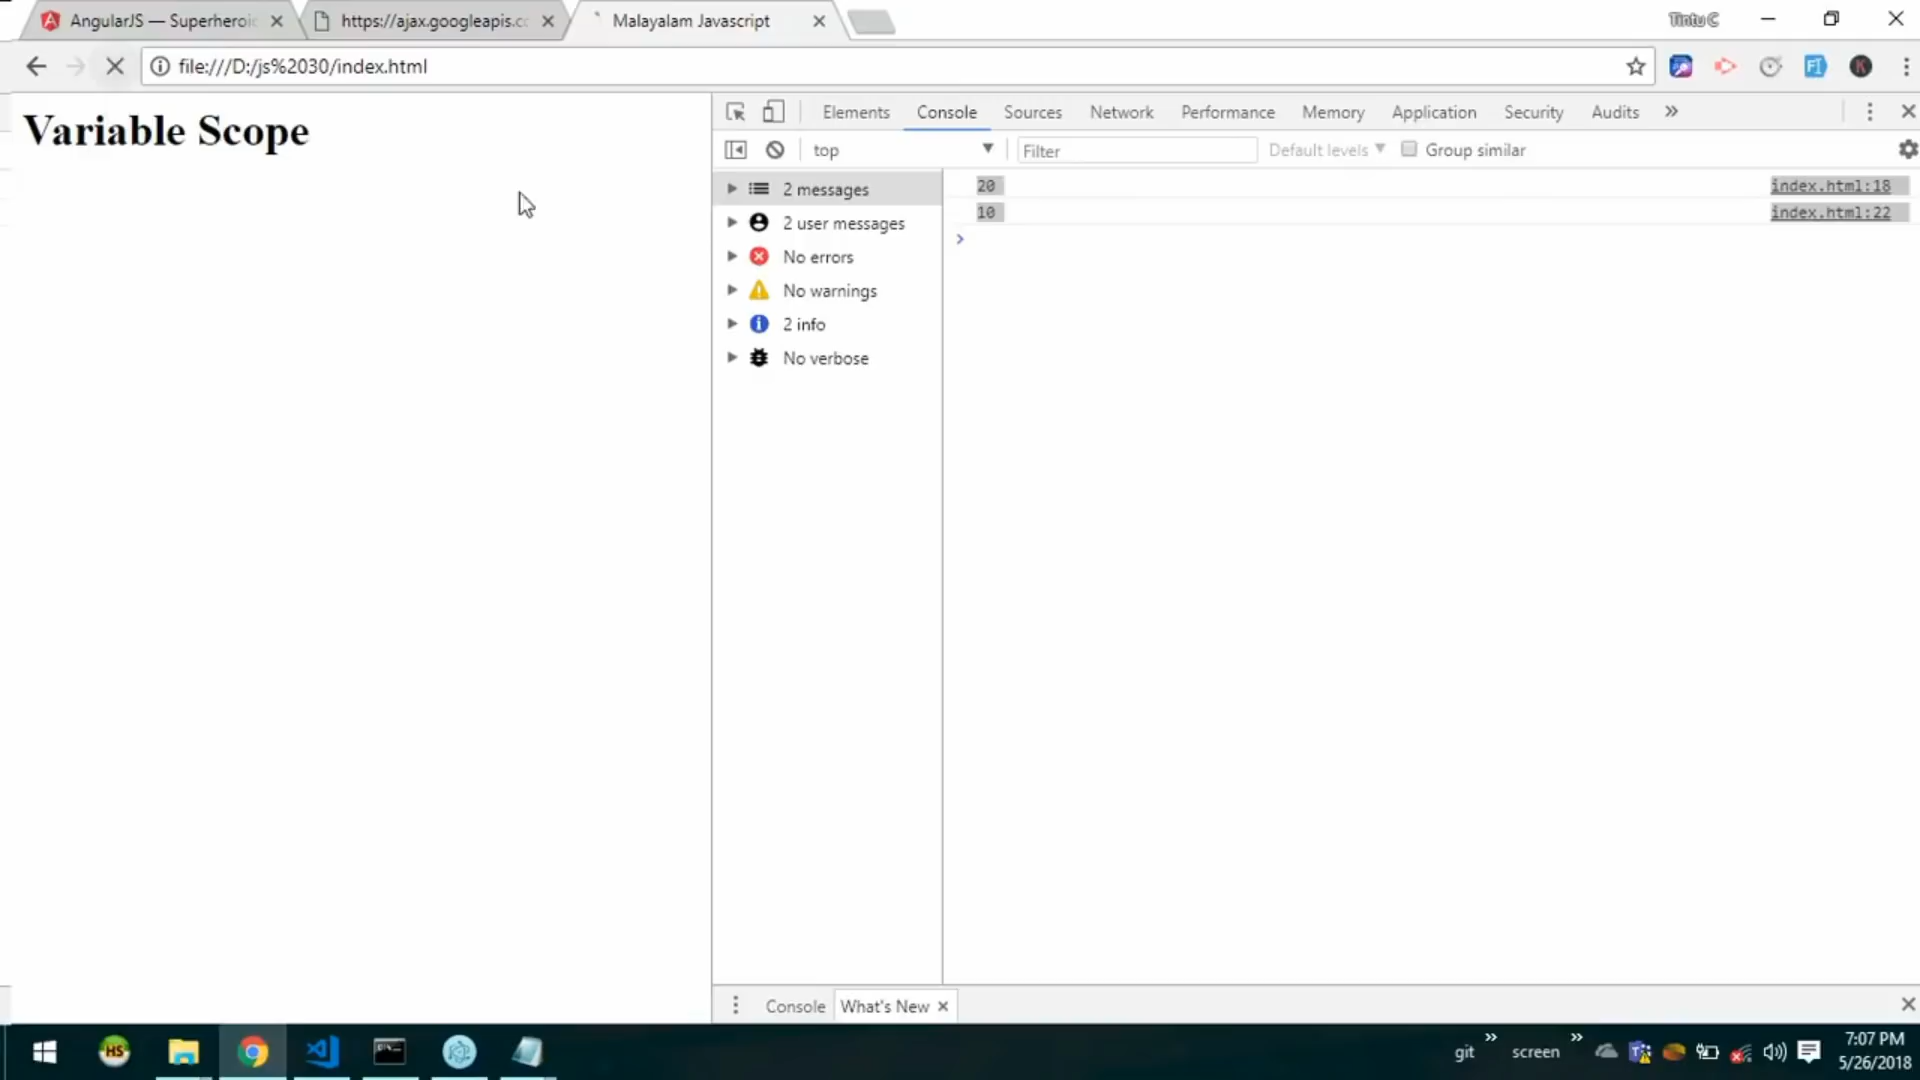 AngularJS — Superheroic
https://ajax.googleapis.cc
Malayalam Javascript
Tintu C
file:///D:/js%2030/index.html
Variable Scope
Elements
Console
Sources
Network
Performance
Memory
Application
Security
Audits
top
Filter
Default levels
Group similar
2 messages
2 user messages
No errors
No warnings
2 info
No verbose
20 index.html:18
10 index.html:22
Console
What's New
HS
git
screen
7:07 PM
5/26/2018